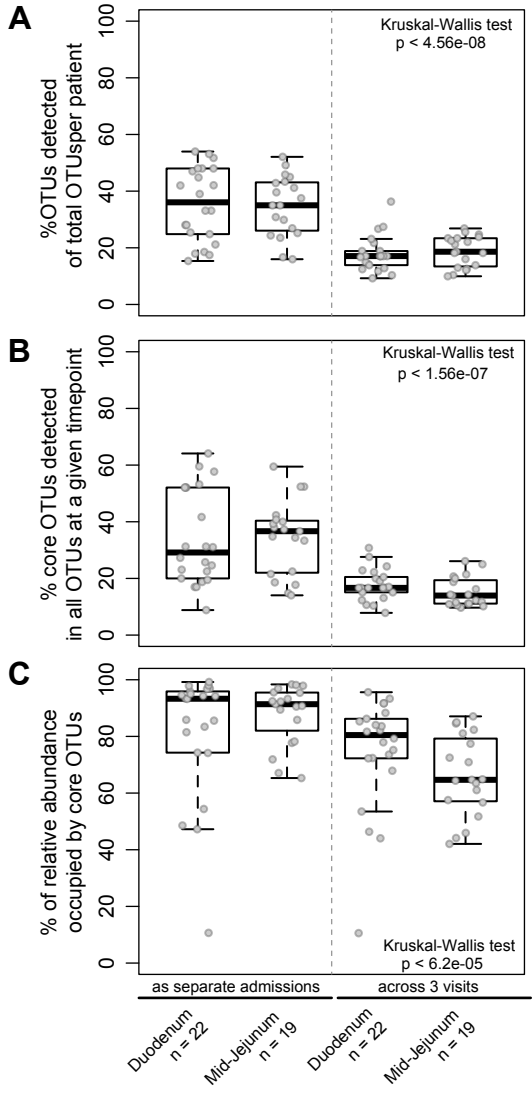 A
%OTUs detected
of total OTUsper patient
0
20
40
60
80
100
Kruskal-Wallis test
p < 4.56e-08
B
% core OTUs detected
in all OTUs at a given timepoint
0
20
40
60
80
100
Kruskal-Wallis test
p < 1.56e-07
C
% of relative abundance
occupied by core OTUs
0
20
40
60
80
100
Kruskal-Wallis test
p < 6.2e-05
as separate admissions
across 3 visits
Duodenum
n = 22
Mid-Jejunum
n = 19
Duodenum
n = 22
Mid-Jejunum
n = 19